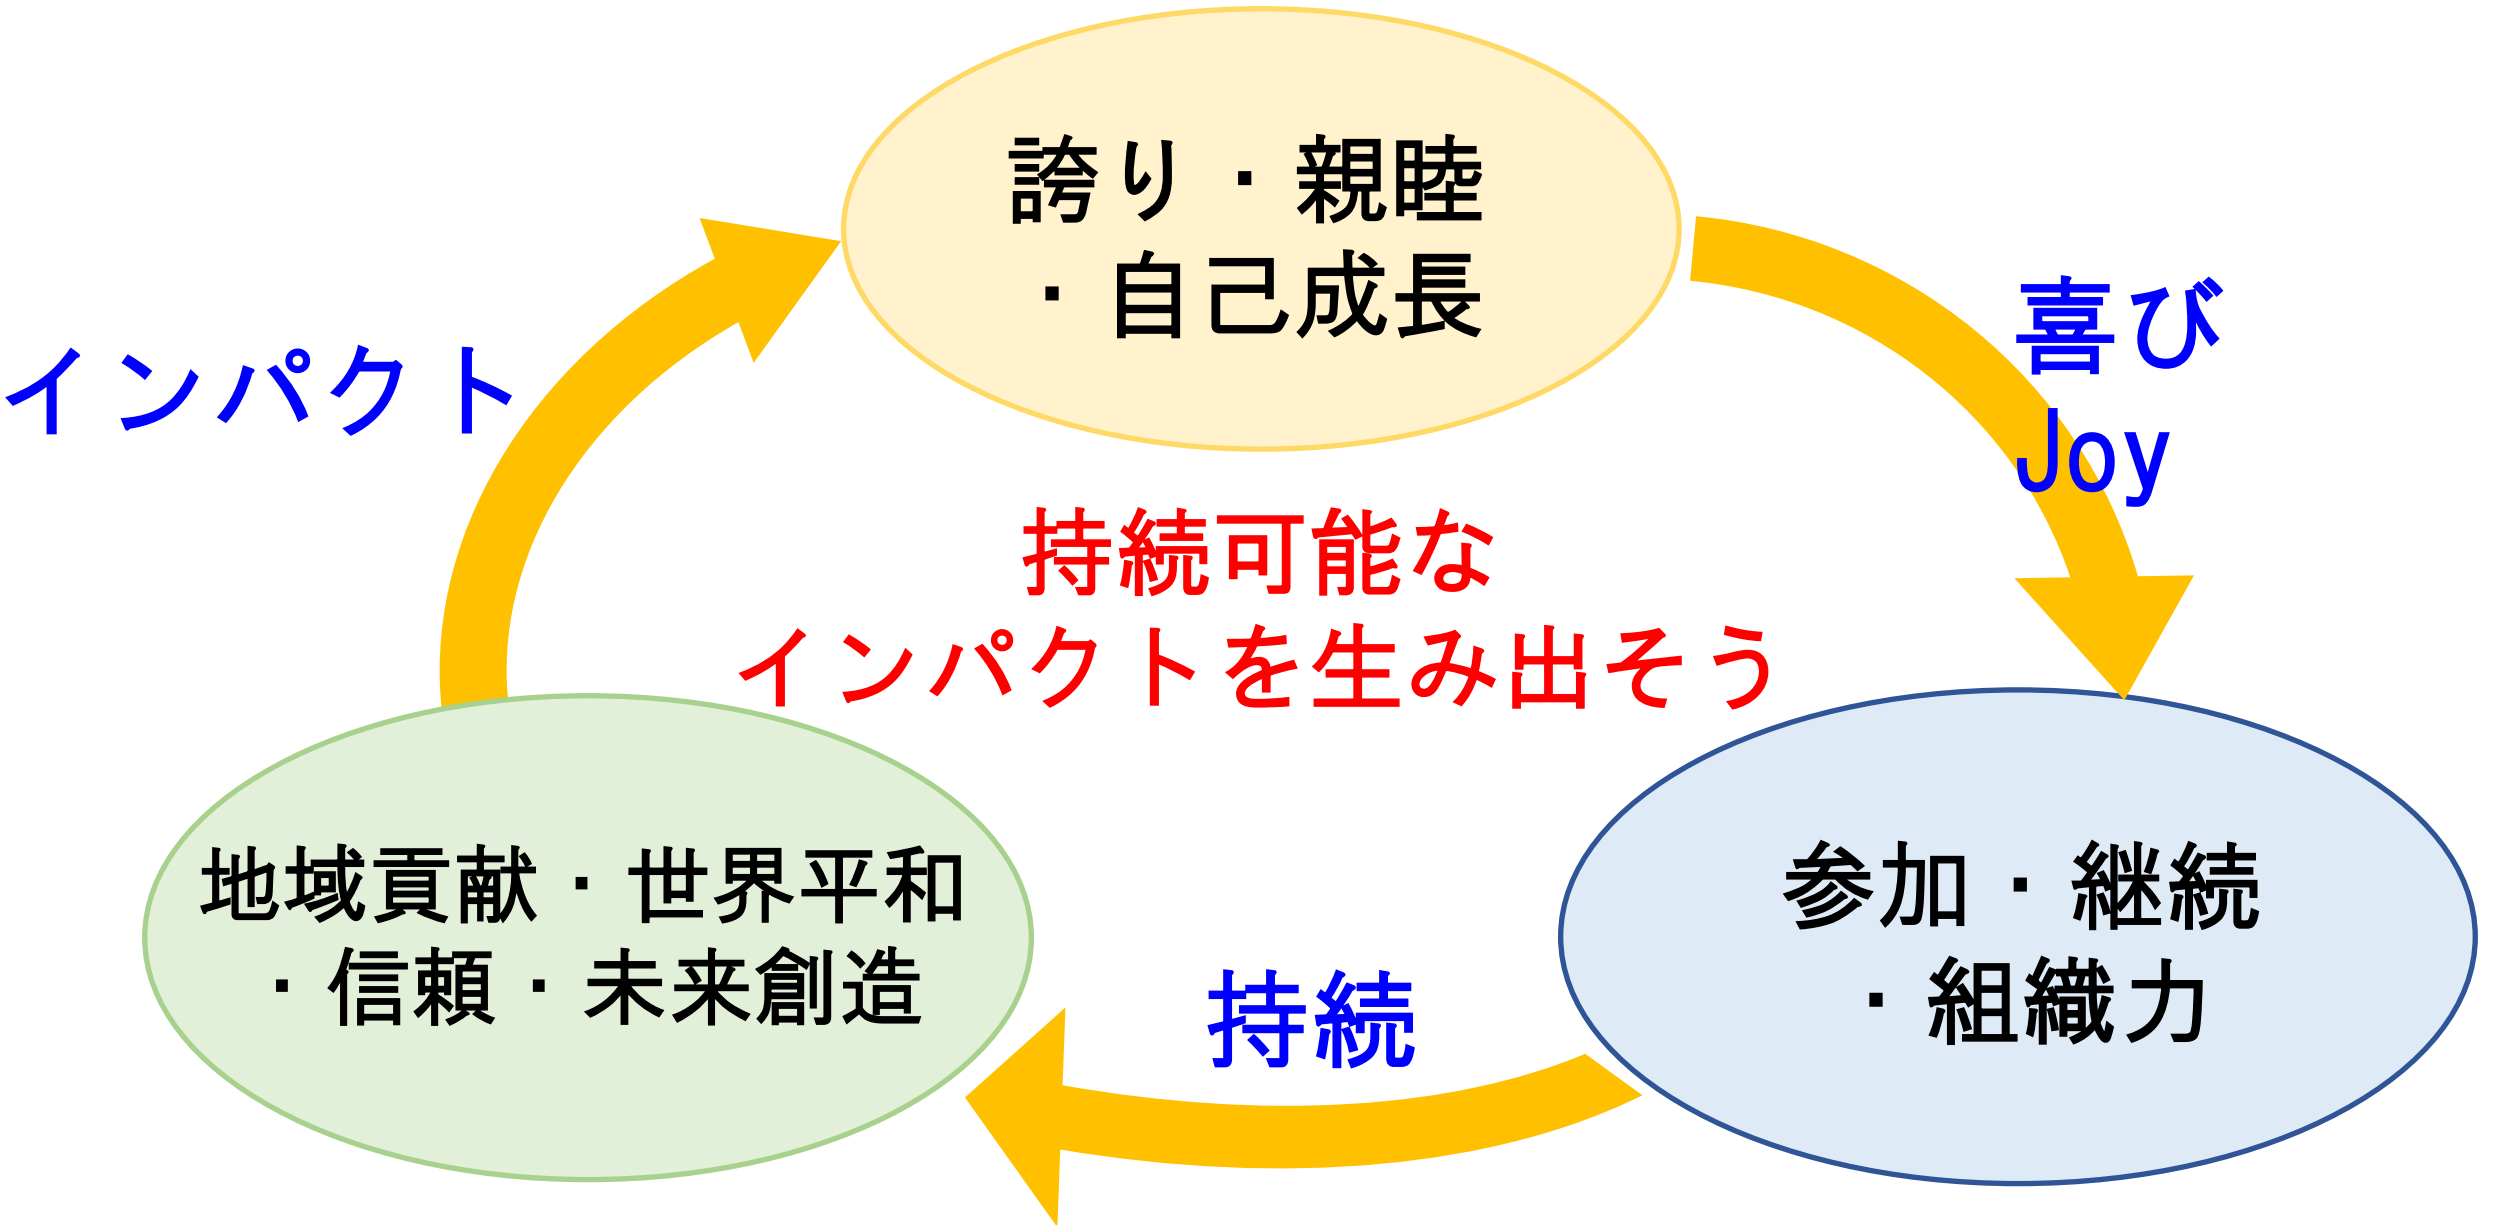 誇り・親睦
・自己成長
喜び
Joy
インパクト
持続可能な
インパクトを生み出そう
参加・継続
・組織力
地域貢献・世界平和
・信頼・未来創造
持続